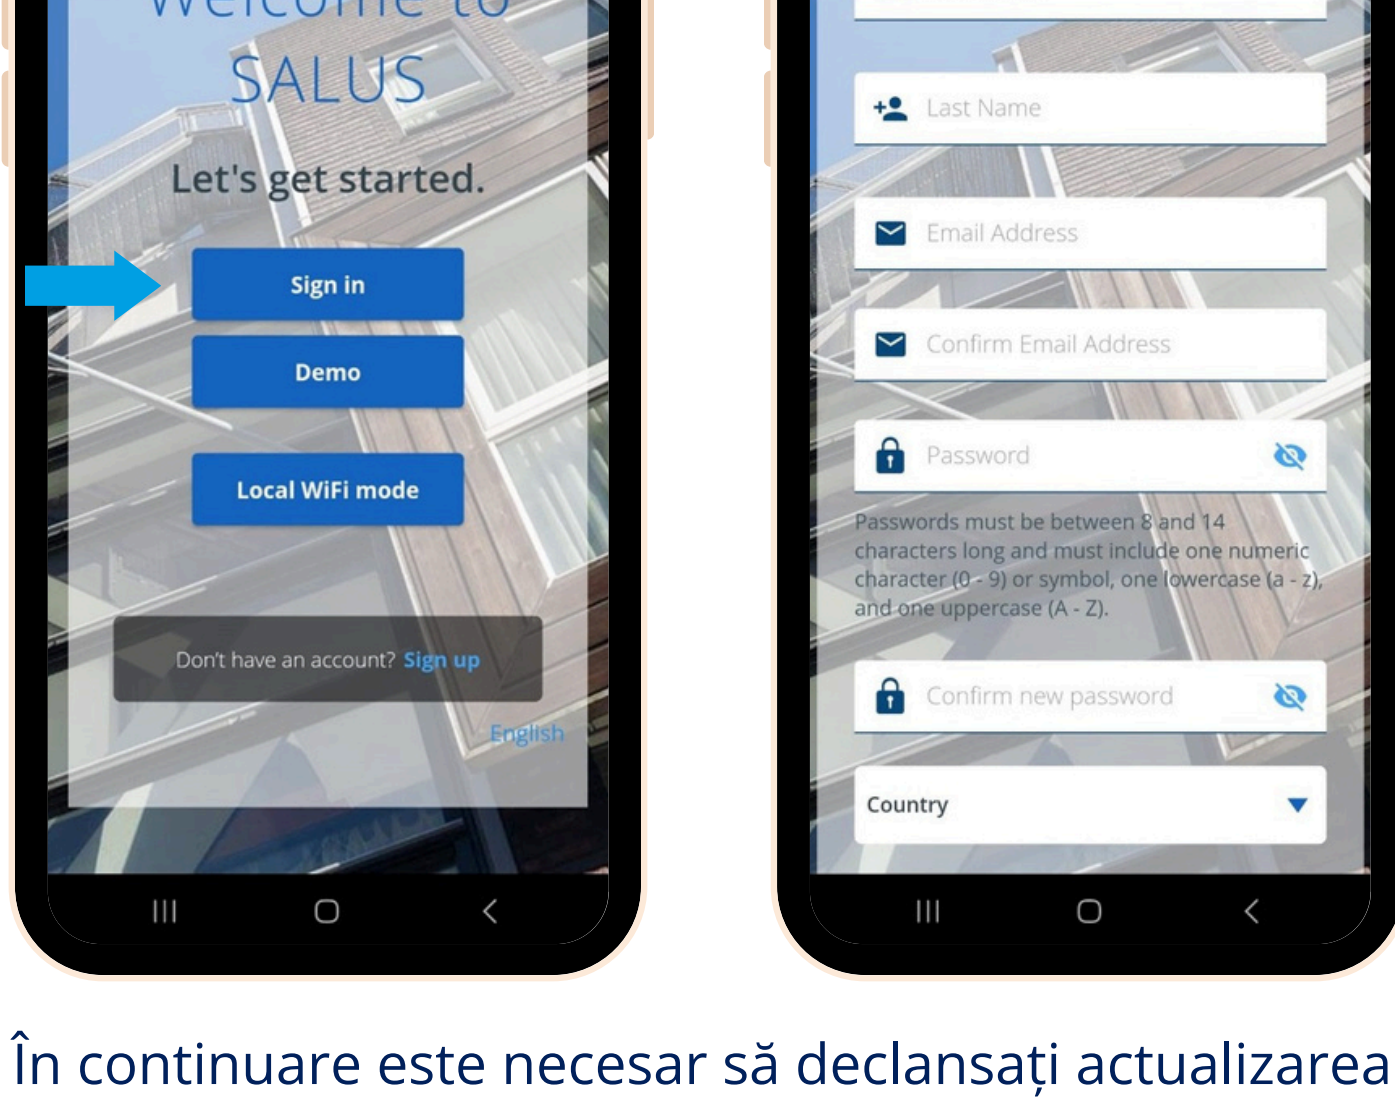 Welcome to
SALUS
Let's get started.
Sign in
Demo
Local WiFi mode
Don't have an account? Sign up
English
Last Name
Email Address
Confirm Email Address
Password
Passwords must be between 8 and 14
characters long and must include one numeric
character (0 - 9) or symbol, one lowercase (a - z),
and one uppercase (A - Z).
Confirm new password
Country
În continuare este necesar să declansați actualizarea